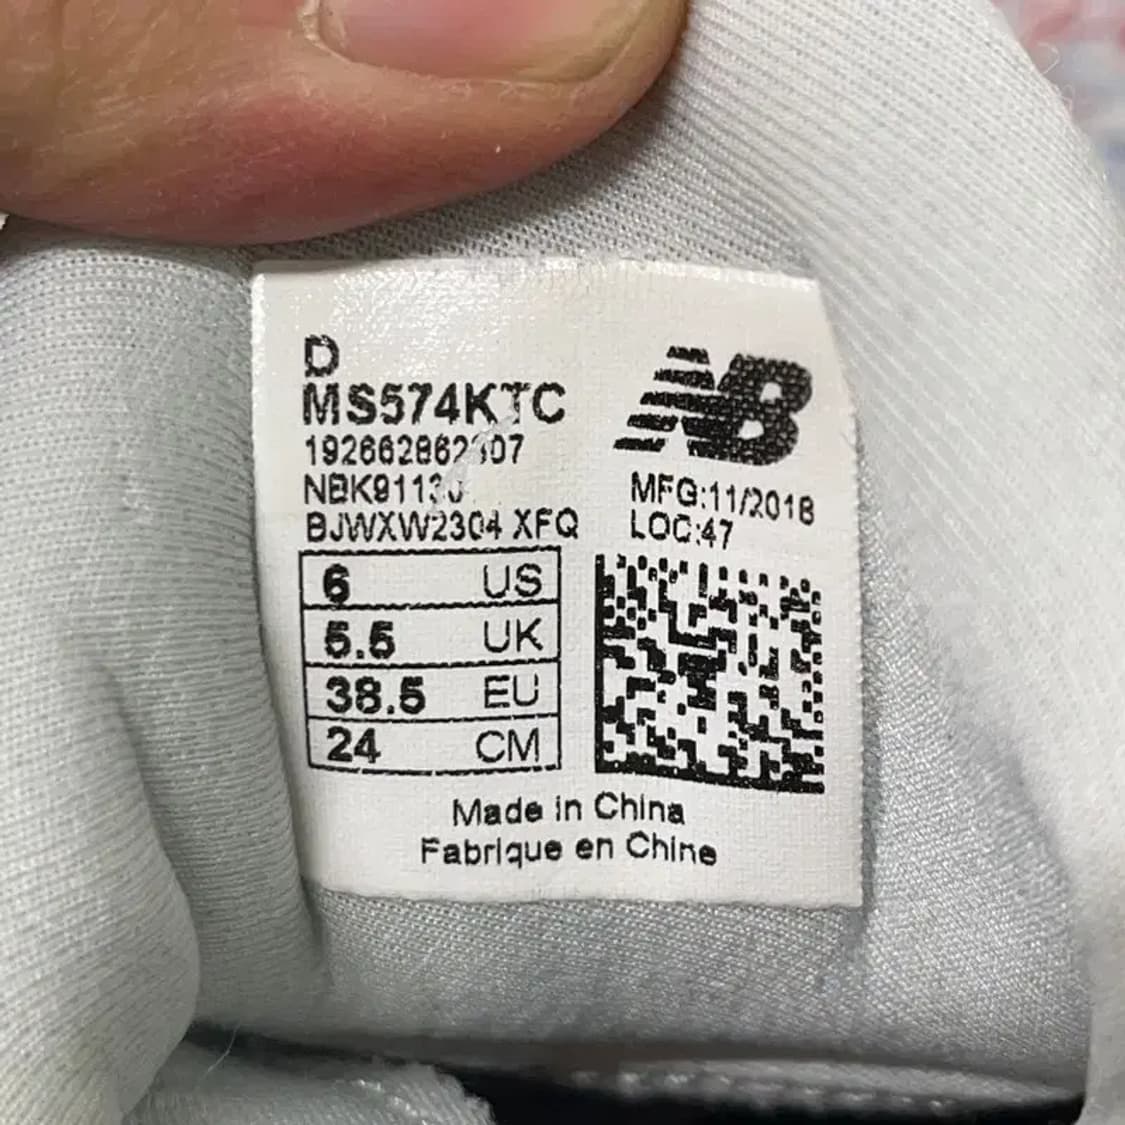 D
MS574KTC
NB
MFG:11/2018
LOC:47
BJWXW2304 XFQ
6 US
5.5 UK
38.5 EU
24 CM
Made in China
Fabrique en Chine